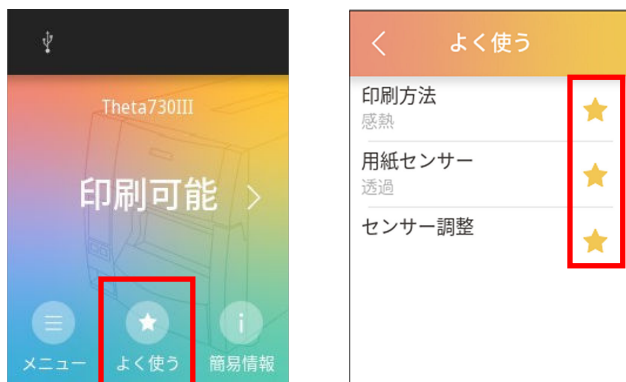 Theta730III
印刷可能
メニュー
よく使う
簡易情報
よく使う
印刷方法
感熱
用紙センサー
透過
センサー調整